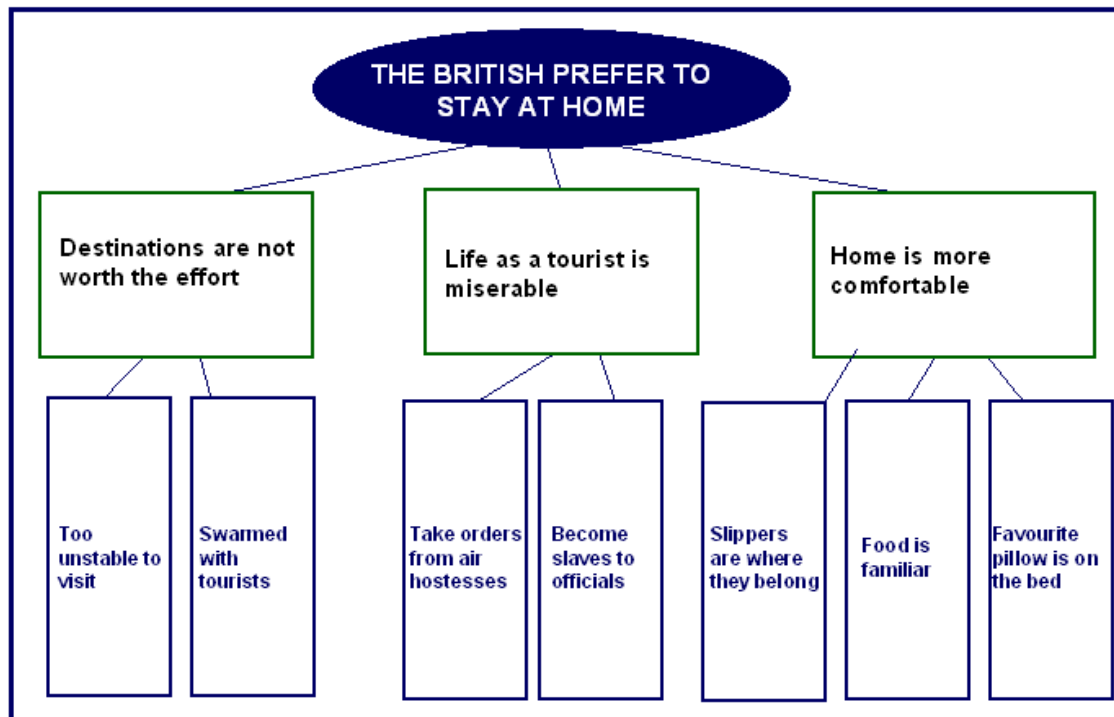 THE BRITISH PREFER TO
STAY AT HOME
Destinations are not
worth the effort
Life as a tourist is
miserable
Home is more
comfortable
Too
unstable to
visit
Swarmed
with
tourists
Take orders
from air
hostesses
Become
slaves to
officials
Slippers
are where
they belong
Food is
familiar
Favourite
pillow is on
the bed